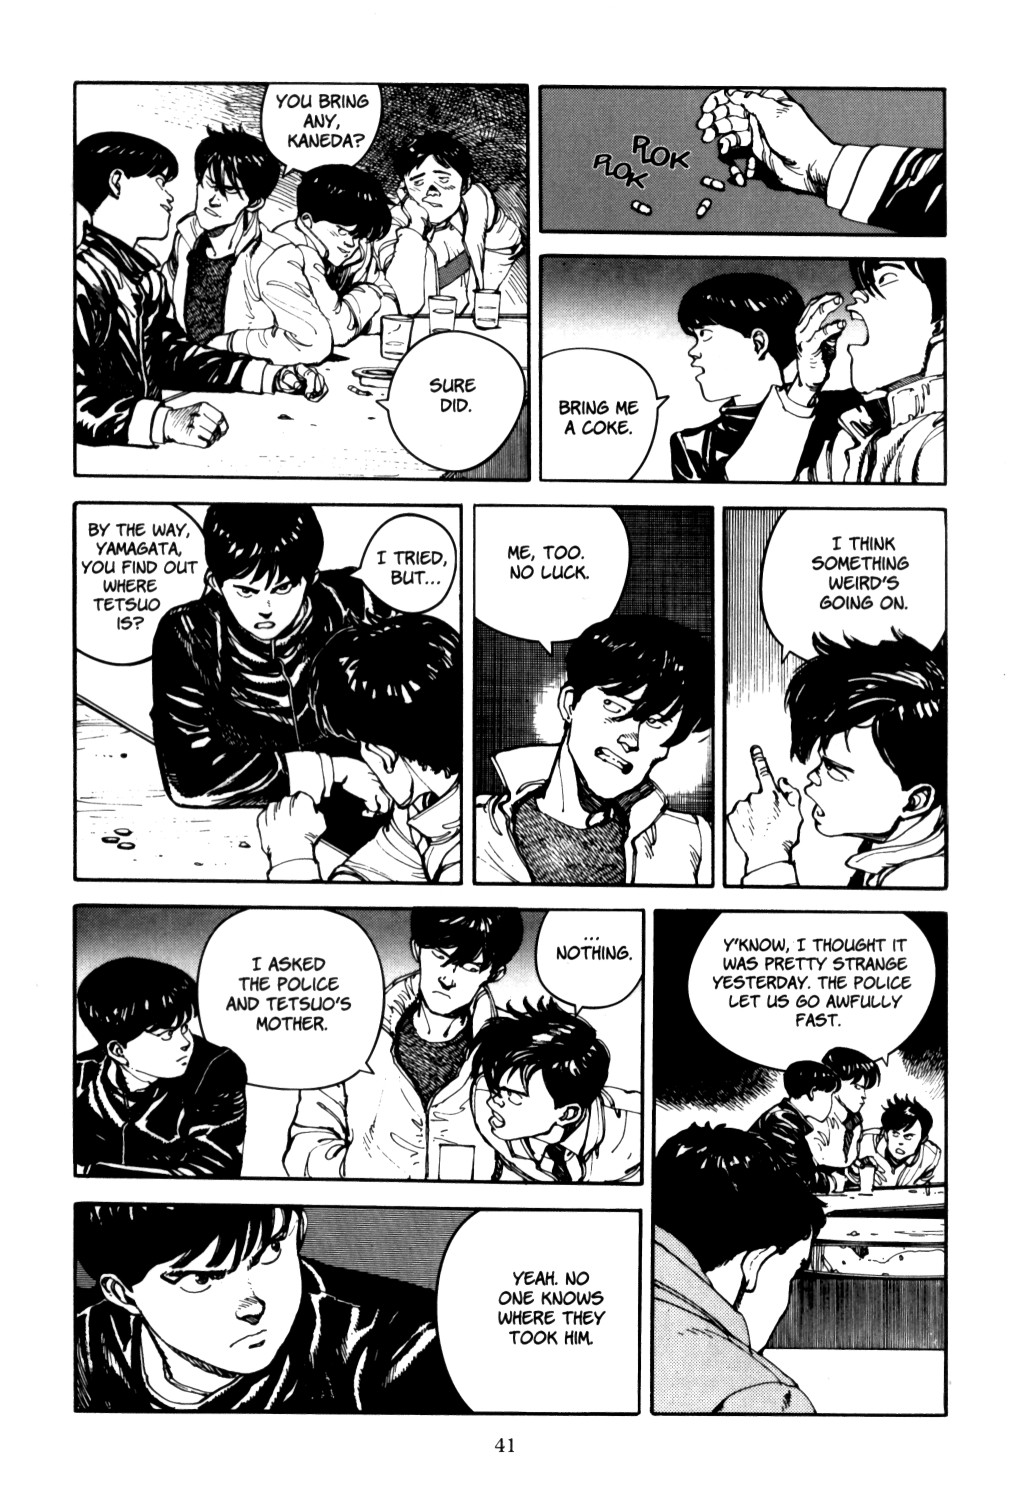 YOU BRING
ANY,
KANEDA?
SURE
DID.
PLOK
PLOK
BRING ME
A COKE.
BY THE WAY,
YAMAGATA,
YOU FIND OUT
WHERE
TETSUO
IS?
I TRIED,
BUT...
ME, TOO.
NO LUCK.
I THINK
SOMETHING
WEIRD'S
GOING ON.
I ASKED
THE POLICE
AND TETSUO'S
MOTHER.
...
NOTHING.
Y'KNOW, I THOUGHT IT
WAS PRETTY STRANGE
YESTERDAY. THE POLICE
LET US GO AWFULLY
FAST.
YEAH. NO
ONE KNOWS
WHERE THEY
TOOK HIM.
41